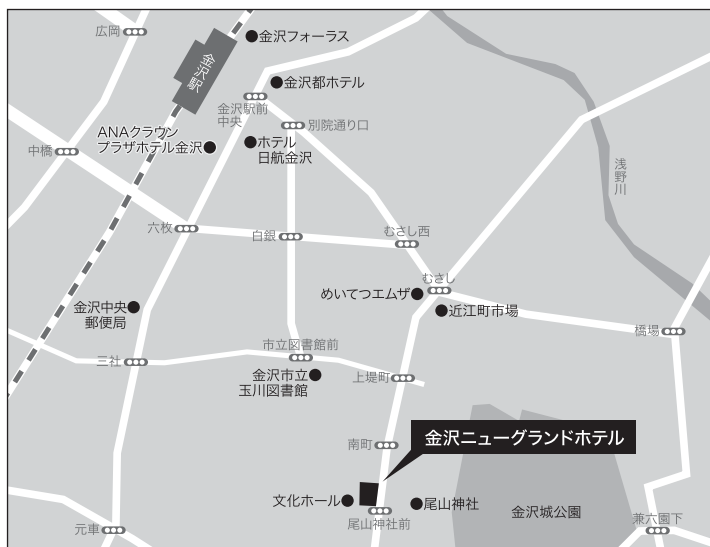 広岡
金沢フォーラス
金沢駅
金沢都ホテル
金沢駅前
中央
別院通り口
ANAクラウン
プラザホテル金沢
ホテル
日航金沢
中橋
浅野川
六枚
白銀
むさし西
むさし
めいてつエムザ
近江町市場
金沢中央
郵便局
橋場
市立図書館前
三社
金沢市立
玉川図書館
上堤町
金沢ニューグランドホテル
南町
文化ホール
尾山神社
尾山神社前
金沢城公園
兼六園下
元車